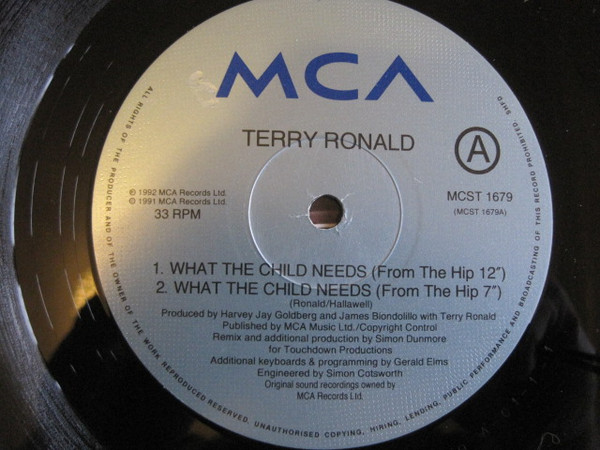 MCA
TERRY RONALD
A
℗ 1992 MCA Records Ltd.
© 1991 MCA Records Ltd.
33 RPM
MCST 1679
(MCST 1679A)
1. WHAT THE CHILD NEEDS (From The Hip 12″)
2. WHAT THE CHILD NEEDS (From The Hip 7″)
(Ronald/Hallawell)
Produced by Harvey Jay Goldberg and James Biondolillo with Terry Ronald
Published by MCA Music Ltd./Copyright Control
Remix and additional production by Simon Dunmore
for Touchdown Productions
Additional keyboards & programming by Gerald Elms
Engineered by Simon Cotsworth
Original sound recordings owned by
MCA Records Ltd.
ALL RIGHTS OF THE PRODUCER AND OF THE OWNER OF THE WORK REPRODUCED RESERVED. UNAUTHORISED COPYING, HIRING, LENDING, PUBLIC PERFORMANCE AND BROADCASTING OF THIS RECORD PROHIBITED.